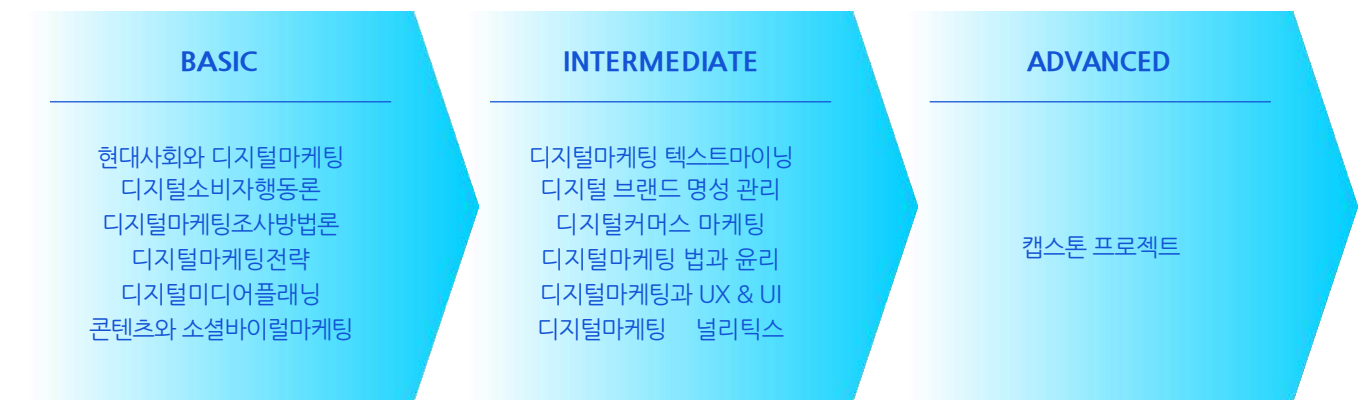 BASIC
현대사회와 디지털마케팅
디지털소비자행동론
디지털마케팅조사방법론
디지털마케팅전략
디지털미디어플래닝
콘텐츠와 소셜바이럴마케팅
INTERMEDIATE
디지털마케팅 텍스트마이닝
디지털 브랜드 명성 관리
디지털커머스 마케팅
디지털마케팅 법과 윤리
디지털마케팅과 UX & UI
디지털마케팅 널리틱스
ADVANCED
캡스톤 프로젝트